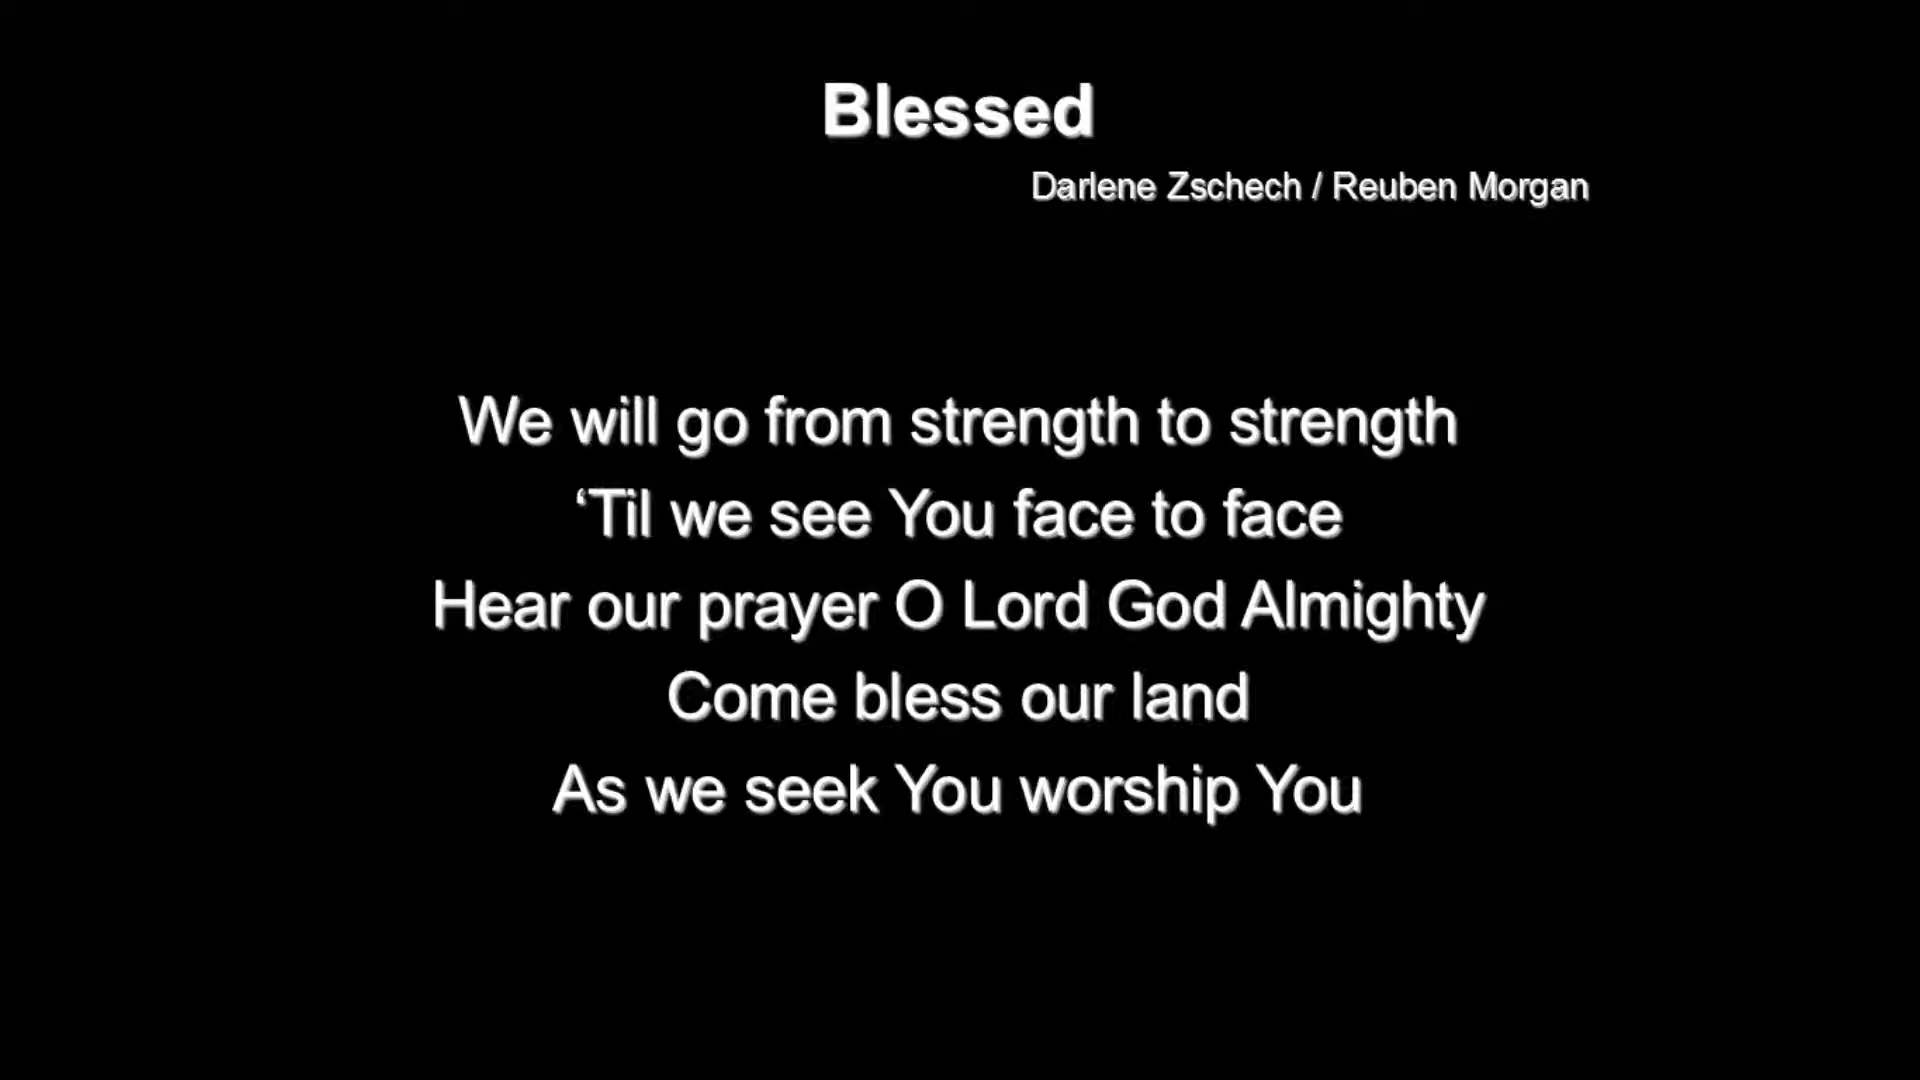 Blessed
Darlene Zschech / Reuben Morgan
We will go from strength to strength
‘Til we see You face to face
Hear our prayer O Lord God Almighty
Come bless our land
As we seek You worship You